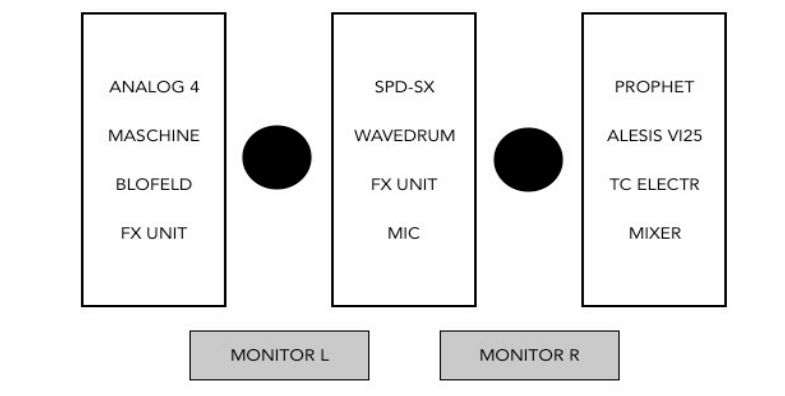 ANALOG 4
MASCHINE
BLOFELD
FX UNIT
SPD-SX
WAVEDRUM
FX UNIT
MIC
PROPHET
ALESIS VI25
TC ELECTR
MIXER
MONITOR L
MONITOR R